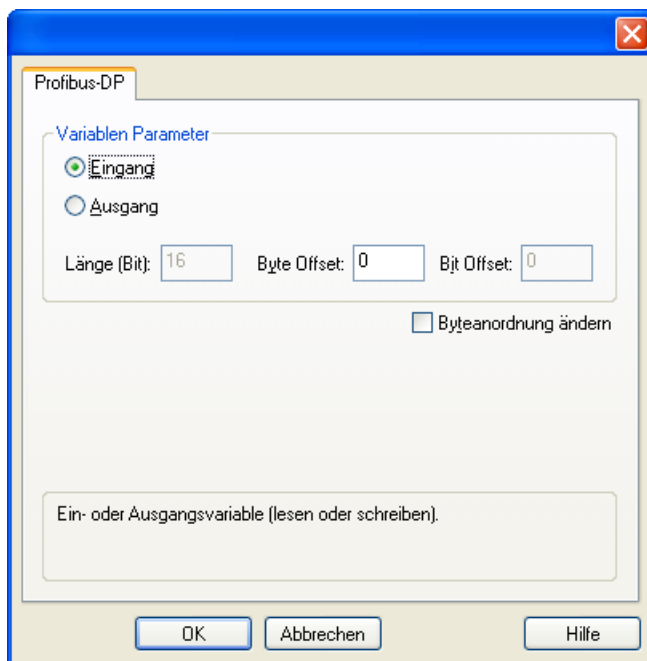 Profibus-DP
Variablen Parameter
Eingang
Ausgang
Länge (Bit): 16 Byte Offset: 0 Bit Offset: 0
Byteanordnung ändern
Ein- oder Ausgangsvariable (lesen oder schreiben).
OK Abbrechen Hilfe